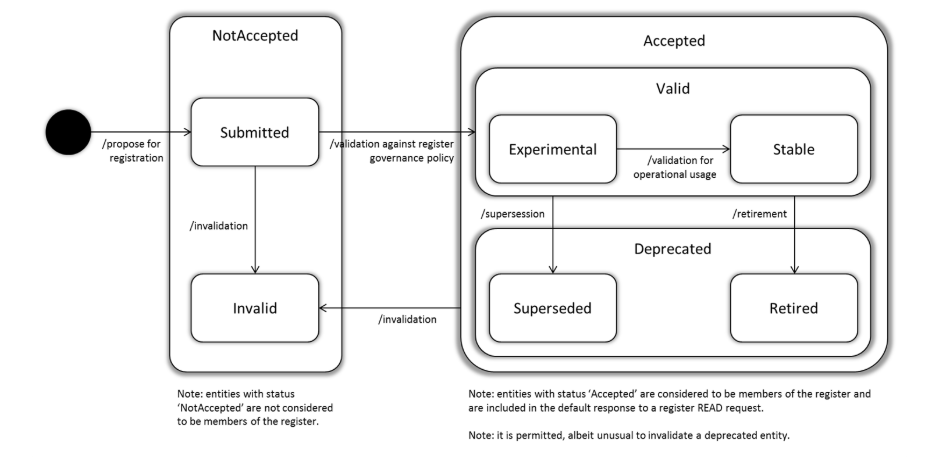 NotAccepted
Accepted
Valid
Submitted
Experimental
Stable
/propose for
registration
/validation against register
governance policy
/validation for
operational usage
/invalidation
/supersession
/retirement
Deprecated
Invalid
Superseded
Retired
/invalidation
Note: entities with status
‘NotAccepted’ are not considered
to be members of the register.
Note: entities with status ‘Accepted’ are considered to be members of the register and
are included in the default response to a register READ request.
Note: it is permitted, albeit unusual to invalidate a deprecated entity.